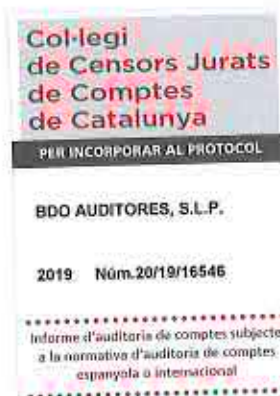 Col·legi
de Censors Jurats
de Comptes
de Catalunya
PER INCORPORAR AL PROTOCOL
BDO AUDITORES, S.L.P.
2019 Núm.20/19/16546
Informe d'auditoria de comptes subjecte
a la normativa d'auditoria de comptes
espanyola o internacional